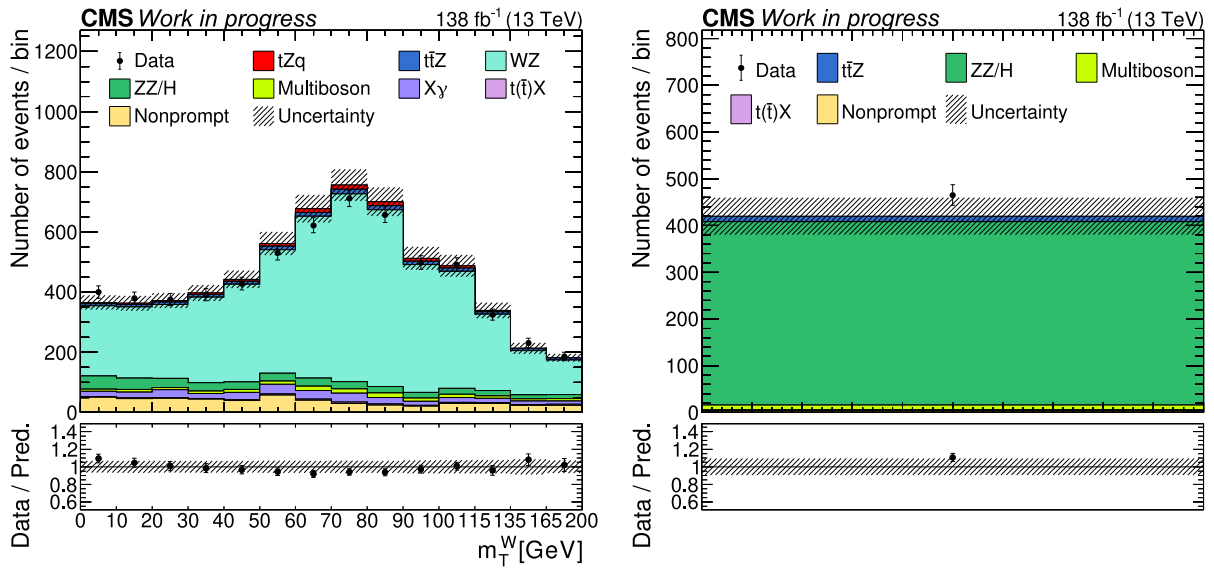 CMS Work in progress 138 fb⁻¹ (13 TeV)
Number of events / bin
1200
1000
800
600
400
200
0
Data tZq tt̄Z WZ
ZZ/H Multiboson Xγ t(t̄)X
Nonprompt Uncertainty
Data / Pred.
1.4
1.2
1
0.8
0.6
0 10 20 30 40 50 60 70 80 90 100 115 135 165 200
m_T^W [GeV]
CMS Work in progress 138 fb⁻¹ (13 TeV)
Number of events / bin
800
700
600
500
400
300
200
100
0
Data tt̄Z ZZ/H Multiboson
t(t̄)X Nonprompt Uncertainty
Data / Pred.
1.4
1.2
1
0.8
0.6